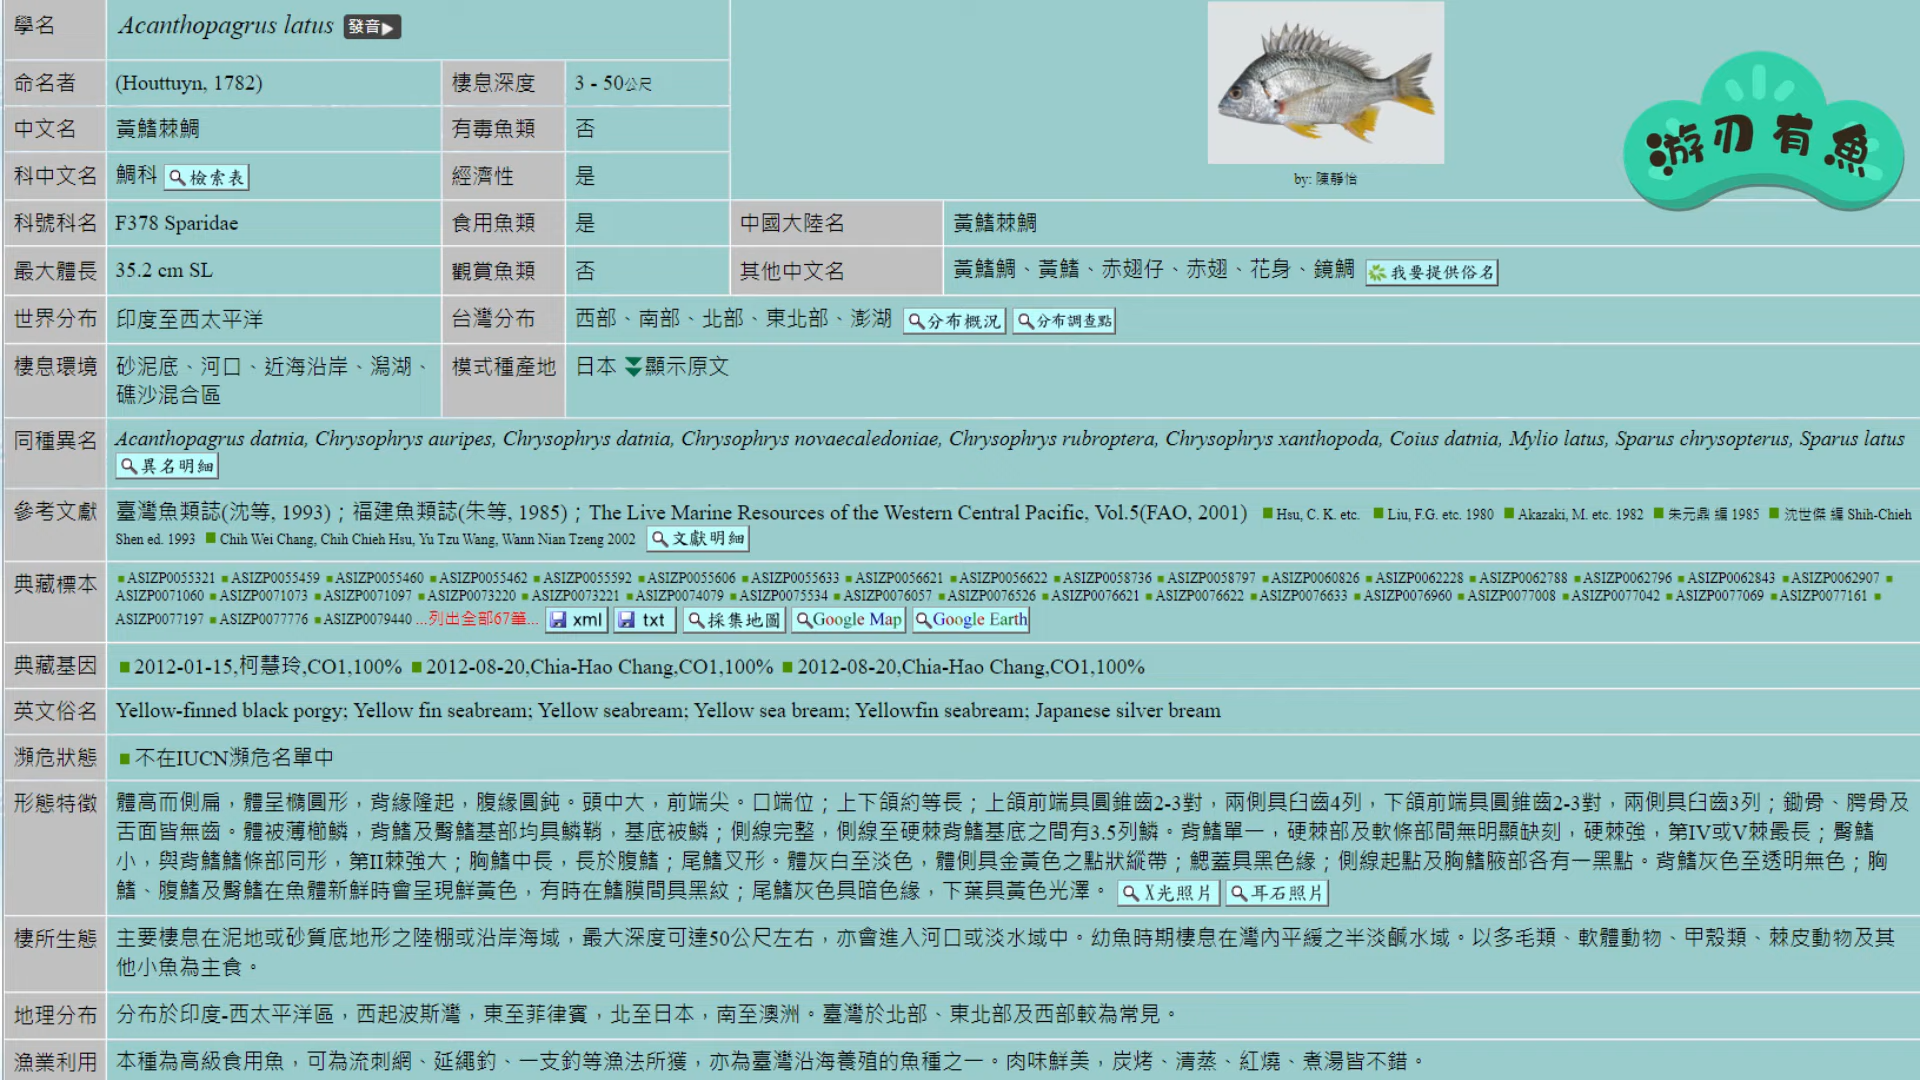 學名 Acanthopagrus latus 發音▶
命名者 (Houttuyn, 1782) 棲息深度 3 - 50公尺
中文名 黃鰭棘鯛 有毒魚類 否
科中文名 鯛科 檢索表 經濟性 是
by: 陳靜怡
游刃有魚
科號科名 F378 Sparidae 食用魚類 是 中國大陸名 黃鰭棘鯛
最大體長 35.2 cm SL 觀賞魚類 否 其他中文名 黃鰭鯛、黃鰭、赤翅仔、赤翅、花身、鏡鯛 我要提供俗名
世界分布 印度至西太平洋 台灣分布 西部、南部、北部、東北部、澎湖 分布概況 分布調查點
棲息環境 砂泥底、河口、近海沿岸、潟湖、 模式種產地 日本 顯示原文
礁沙混合區
同種異名 Acanthopagrus datnia, Chrysophrys auripes, Chrysophrys datnia, Chrysophrys novaecaledoniae, Chrysophrys rubroptera, Chrysophrys xanthopoda, Coius datnia, Mylio latus, Sparus chrysopterus, Sparus latus
異名明細
參考文獻 臺灣魚類誌(沈等, 1993)；福建魚類誌(朱等, 1985)；The Live Marine Resources of the Western Central Pacific, Vol.5(FAO, 2001) ■Hsu, C. K. etc. ■Liu, F.G. etc. 1980 ■Akazaki, M. etc. 1982 ■朱元鼎 編 1985 ■沈世傑 編 Shih-Chieh
Shen ed. 1993 ■Chih Wei Chang, Chih Chieh Hsu, Yu Tzu Wang, Wann Nian Tzeng 2002 文獻明細
典藏標本 ■ASIZP0055321 ■ASIZP0055459 ■ASIZP0055460 ■ASIZP0055462 ■ASIZP0055592 ■ASIZP0055606 ■ASIZP0055633 ■ASIZP0056621 ■ASIZP0056622 ■ASIZP0058736 ■ASIZP0058797 ■ASIZP0060826 ■ASIZP0062228 ■ASIZP0062788 ■ASIZP0062796 ■ASIZP0062843 ■ASIZP0062907 ■
ASIZP0071060 ■ASIZP0071073 ■ASIZP0071097 ■ASIZP0073220 ■ASIZP0073221 ■ASIZP0074079 ■ASIZP0075534 ■ASIZP0076057 ■ASIZP0076526 ■ASIZP0076621 ■ASIZP0076622 ■ASIZP0076633 ■ASIZP0076960 ■ASIZP0077008 ■ASIZP0077042 ■ASIZP0077069 ■ASIZP0077161 ■
ASIZP0077197 ■ASIZP0077776 ■ASIZP0079440 ...列出全部67筆... xml txt 採集地圖 Google Map Google Earth
典藏基因 ■2012-01-15,柯慧玲,CO1,100% ■2012-08-20,Chia-Hao Chang,CO1,100% ■2012-08-20,Chia-Hao Chang,CO1,100%
英文俗名 Yellow-finned black porgy; Yellow fin seabream; Yellow seabream; Yellow sea bream; Yellowfin seabream; Japanese silver bream
瀕危狀態 ■不在IUCN瀕危名單中
形態特徵 體高而側扁，體呈橢圓形，背緣隆起，腹緣圓鈍。頭中大，前端尖。口端位；上下頜約等長；上頜前端具圓錐齒2-3對，兩側具臼齒4列，下頜前端具圓錐齒2-3對，兩側具臼齒3列；鋤骨、腭骨及
舌面皆無齒。體被薄櫛鱗，背鰭及臀鰭基部均具鱗鞘，基底被鱗；側線完整，側線至硬棘背鰭基底之間有3.5列鱗。背鰭單一，硬棘部及軟條部間無明顯缺刻，硬棘強，第IV或V棘最長；臀鰭
小，與背鰭鰭條部同形，第II棘強大；胸鰭中長，長於腹鰭；尾鰭叉形。體灰白至淡色，體側具金黃色之點狀縱帶；鰓蓋具黑色緣；側線起點及胸鰭腋部各有一黑點。背鰭灰色至透明無色；胸
鰭、腹鰭及臀鰭在魚體新鮮時會呈現鮮黃色，有時在鰭膜間具黑紋；尾鰭灰色具暗色緣，下葉具黃色光澤。 X光照片 耳石照片
棲所生態 主要棲息在泥地或砂質底地形之陸棚或沿岸海域，最大深度可達50公尺左右，亦會進入河口或淡水域中。幼魚時期棲息在灣內平緩之半淡鹹水域。以多毛類、軟體動物、甲殼類、棘皮動物及其
他小魚為主食。
地理分布 分布於印度-西太平洋區，西起波斯灣，東至菲律賓，北至日本，南至澳洲。臺灣於北部、東北部及西部較為常見。
漁業利用 本種為高級食用魚，可為流刺網、延繩釣、一支釣等漁法所獲，亦為臺灣沿海養殖的魚種之一。肉味鮮美，炭烤、清蒸、紅燒、煮湯皆不錯。